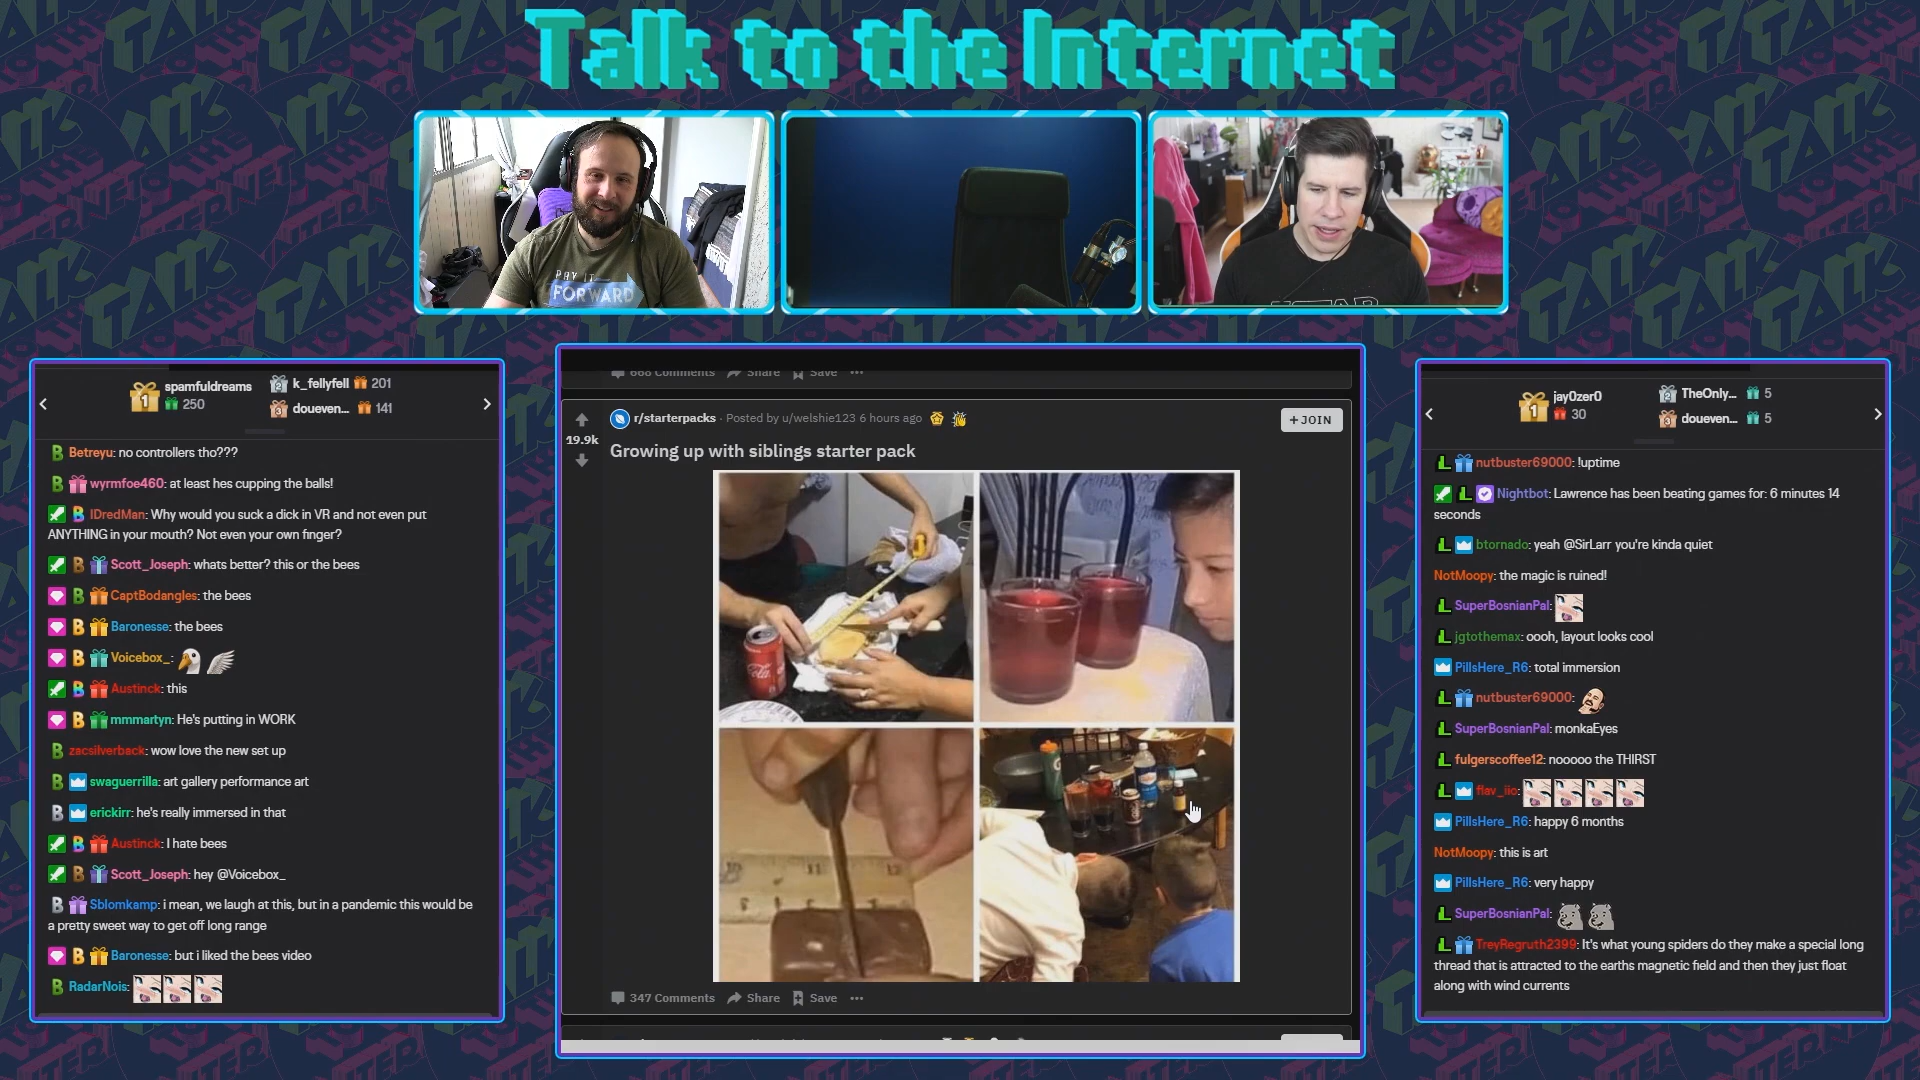 Talk to the Internet
PAY IT
FORWARD
spamfuldreams
250
k_fellyfell 201
doueven... 141
Betreyu: no controllers tho???
wyrmfoe460: at least hes cupping the balls!
IDredMan: Why would you suck a dick in VR and not even put
ANYTHING in your mouth? Not even your own finger?
Scott_Joseph: whats better? this or the bees
CaptBodangles: the bees
Baronesse: the bees
Voicebox_:
Austinck: this
mmmartyn: He's putting in WORK
zacsilverback: wow love the new set up
swaguerrilla: art gallery performance art
erickirr: he's really immersed in that
Austinck: I hate bees
Scott_Joseph: hey @Voicebox_
Sblomkamp: i mean, we laugh at this, but in a pandemic this would be
a pretty sweet way to get off long range
Baronesse: but i liked the bees video
RadarNois:
668 Comments Share Save
r/starterpacks · Posted by u/welshie123 6 hours ago
+ JOIN
19.9k
Growing up with siblings starter pack
Coca-Cola
347 Comments Share Save
jay0zer0
30
TheOnly... 5
doueven... 5
nutbuster69000: !uptime
Nightbot: Lawrence has been beating games for: 6 minutes 14
seconds
btornado: yeah @SirLarr you're kinda quiet
NotMoopy: the magic is ruined!
SuperBosnianPal:
jgtothemax: oooh, layout looks cool
PillsHere_R6: total immersion
nutbuster69000:
SuperBosnianPal: monkaEyes
fulgerscoffee12: nooooo the THIRST
flav_iio:
PillsHere_R6: happy 6 months
NotMoopy: this is art
PillsHere_R6: very happy
SuperBosnianPal:
TreyRegruth2399: It's what young spiders do they make a special long
thread that is attracted to the earths magnetic field and then they just float
along with wind currents